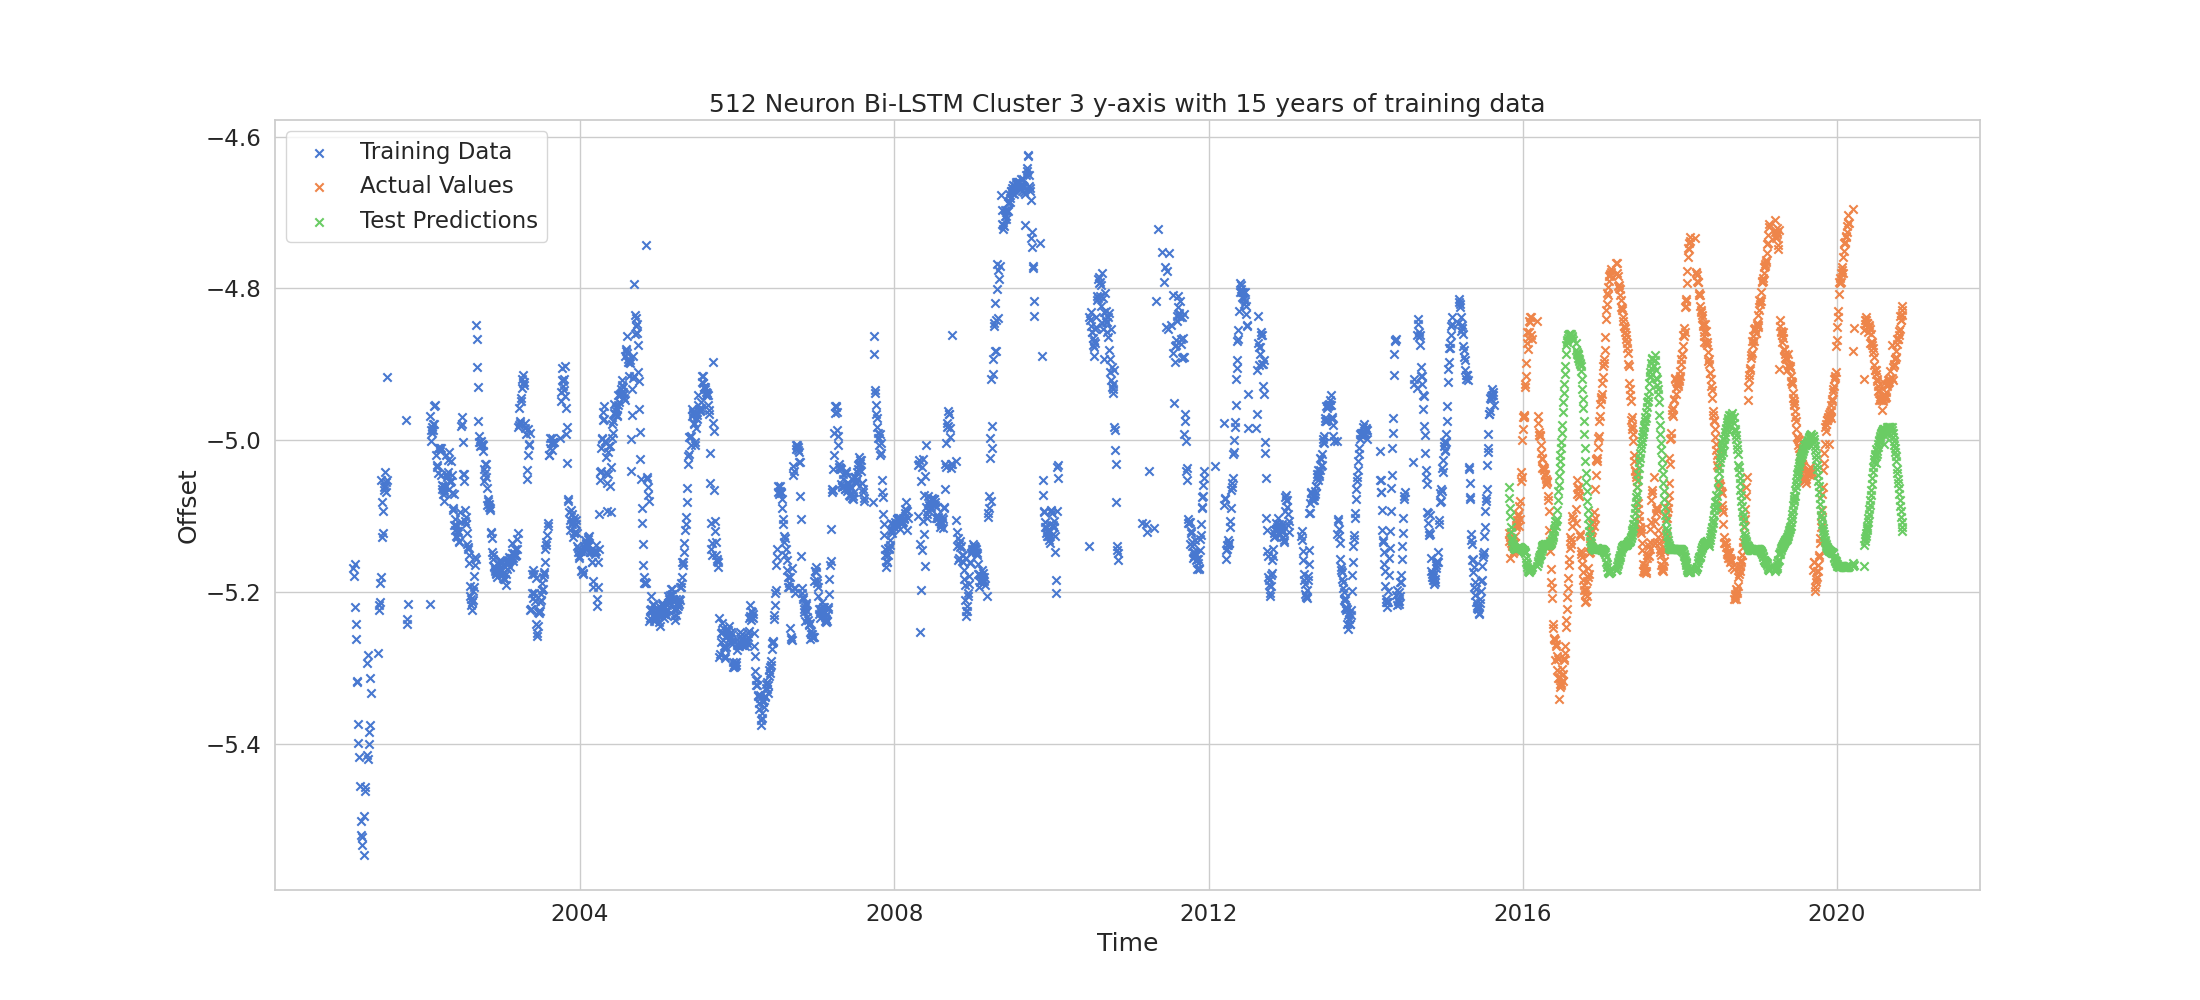 512 Neuron Bi-LSTM Cluster 3 y-axis with 15 years of training data
Training Data
Actual Values
Test Predictions
−4.6
−4.8
−5.0
−5.2
−5.4
Offset
2004 2008 2012 2016 2020
Time